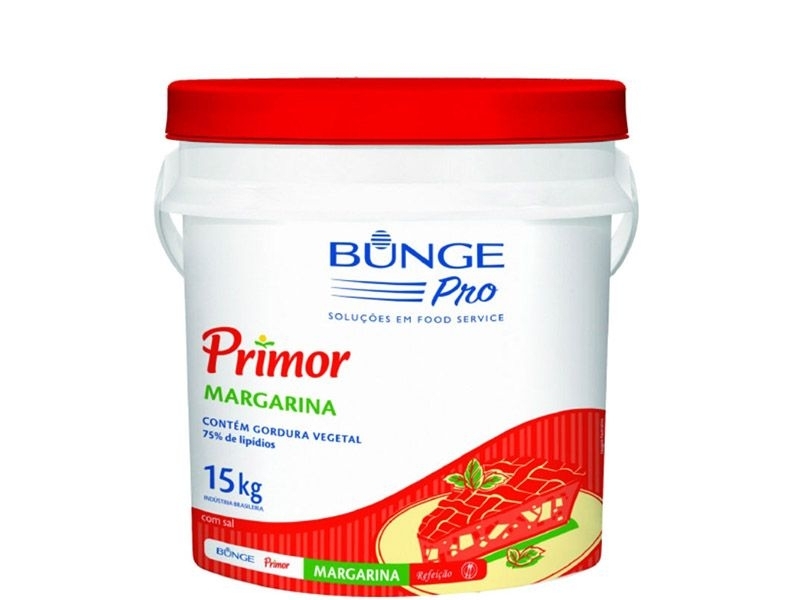 BUNGE
Pro
SOLUÇÕES EM FOOD SERVICE
Primor
MARGARINA
CONTÉM GORDURA VEGETAL
75% de lipídios
15kg
INDÚSTRIA BRASILEIRA
com sal
BUNGE Primor MARGARINA Refeição